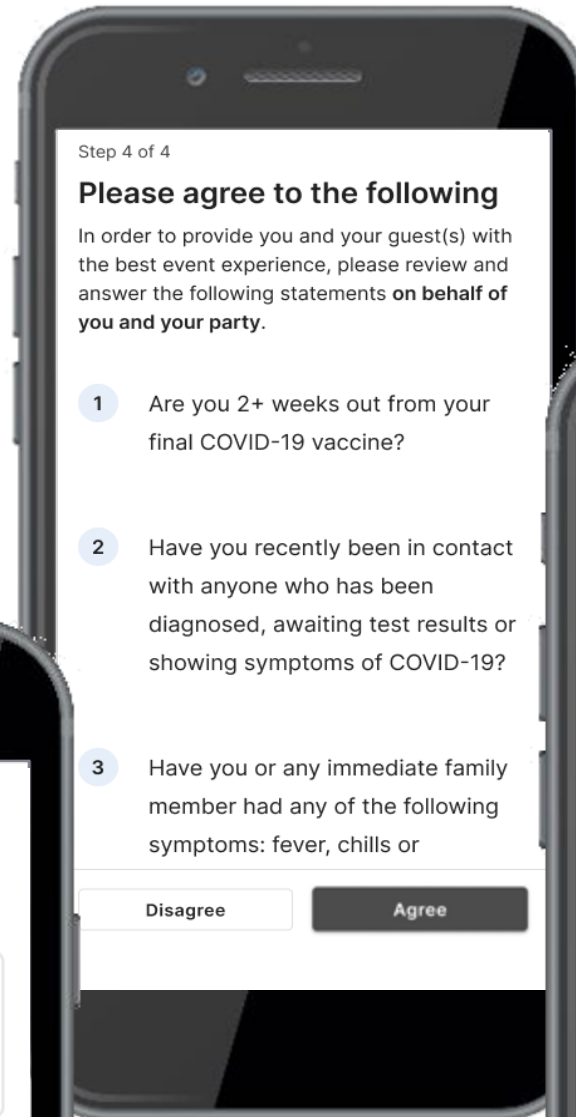 Step 4 of 4
Please agree to the following
In order to provide you and your guest(s) with
the best event experience, please review and
answer the following statements on behalf of
you and your party.
1 Are you 2+ weeks out from your
final COVID-19 vaccine?
2 Have you recently been in contact
with anyone who has been
diagnosed, awaiting test results or
showing symptoms of COVID-19?
3 Have you or any immediate family
member had any of the following
symptoms: fever, chills or
Disagree Agree